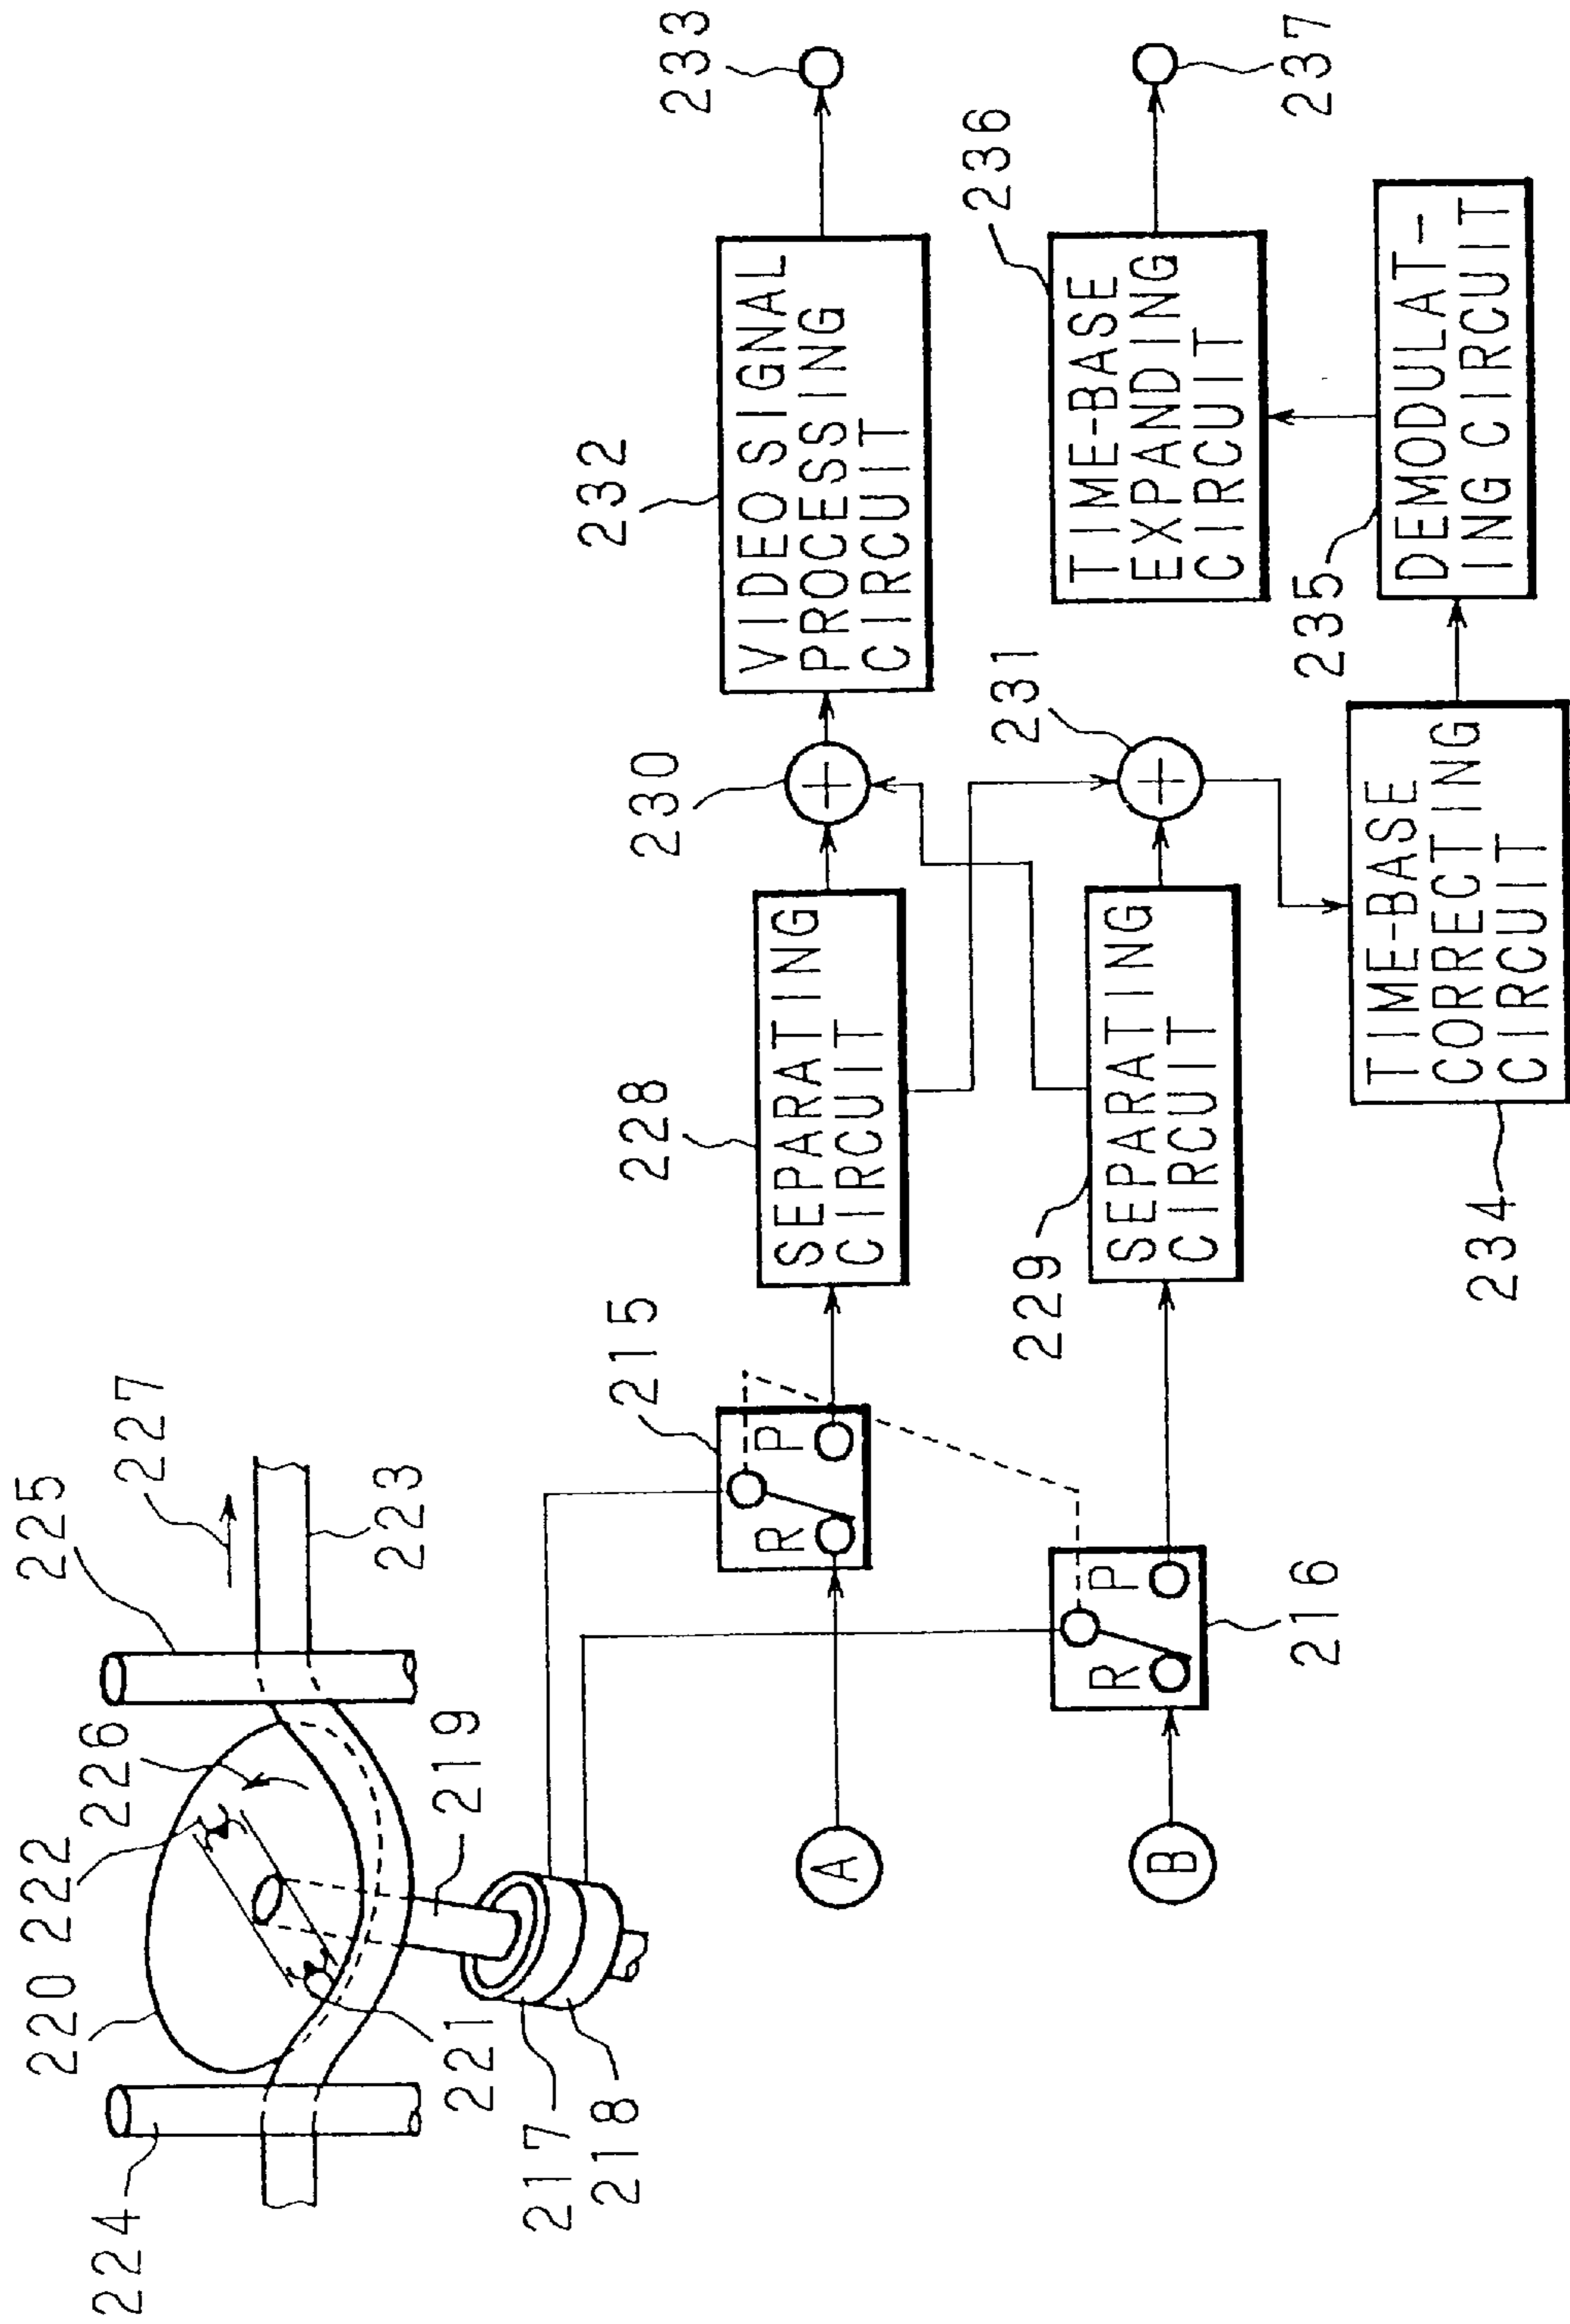 224
220
222
226
225
227
223
221
219
217
218
215
R
P
A
216
R
P
B
228
SEPARATING
CIRCUIT
229
SEPARATING
CIRCUIT
230
231
232
VIDEO SIGNAL
PROCESSING
CIRCUIT
233
234
TIME-BASE
CORRECTING
CIRCUIT
235
DEMODULAT-
ING CIRCUIT
236
TIME-BASE
EXPANDING
CIRCUIT
237